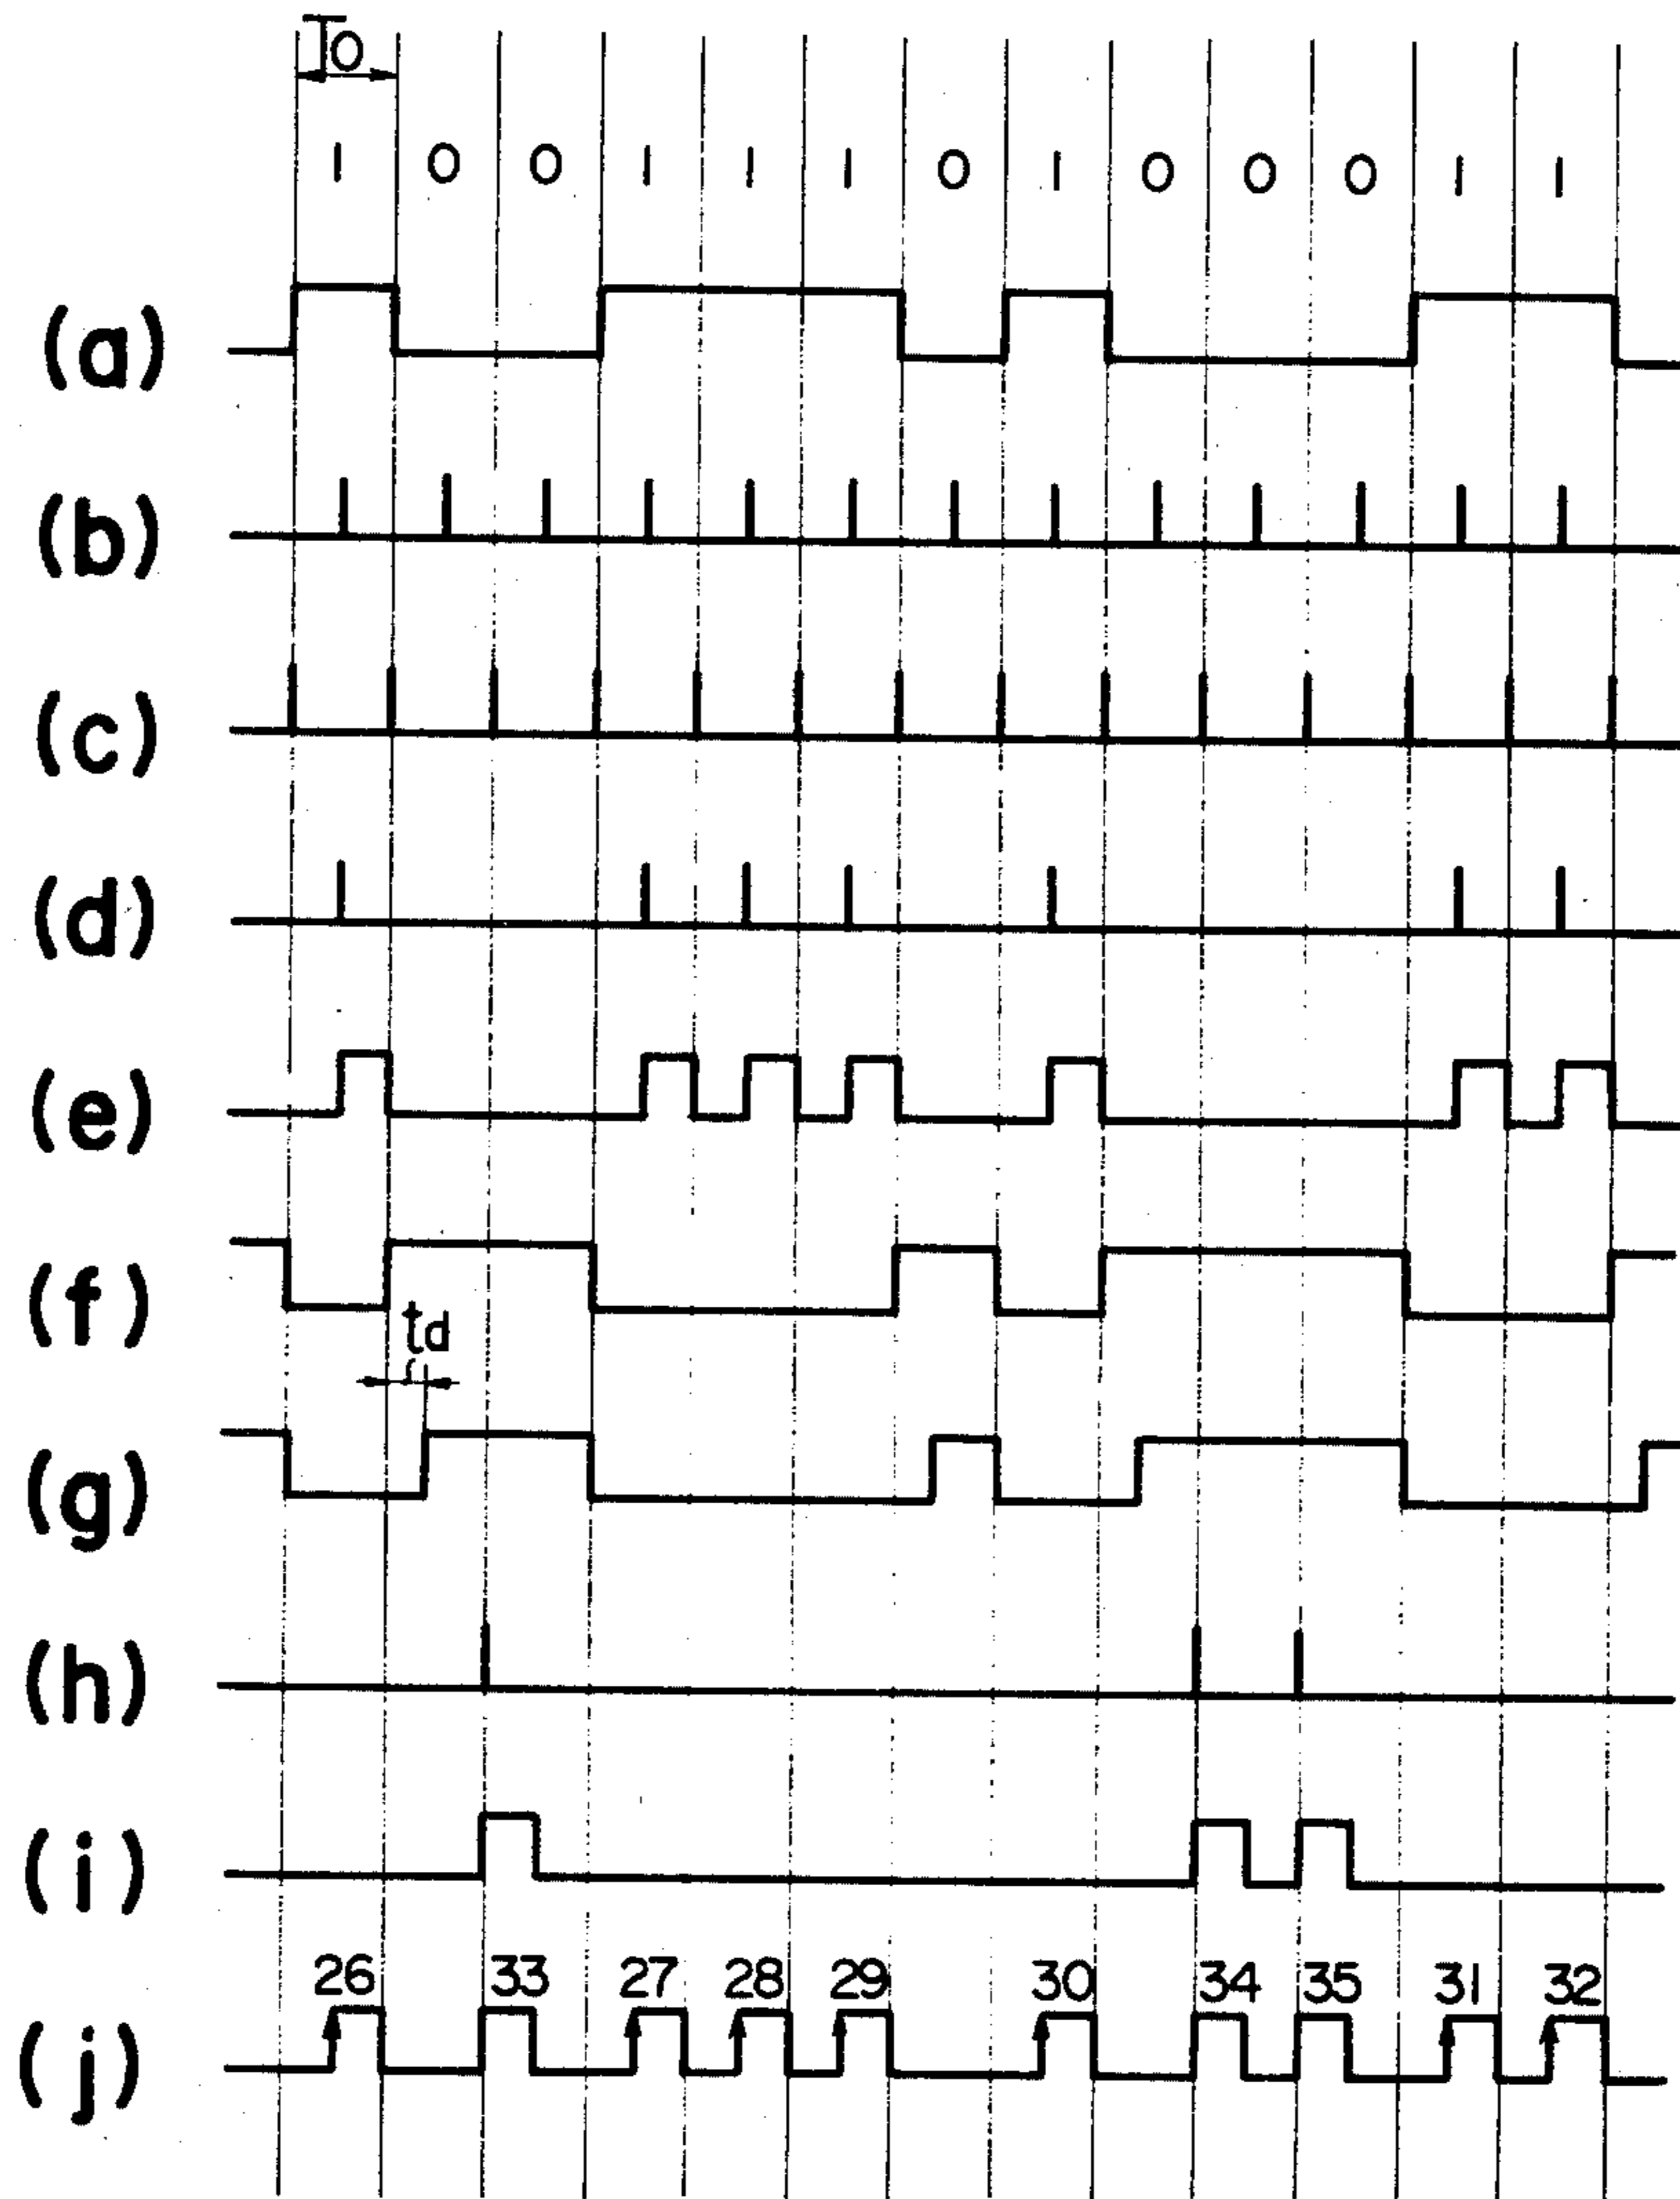 To
1 0 0 1 1 1 0 1 0 0 0 1 1
(a)
(b)
(c)
(d)
(e)
(f)
td
(g)
(h)
(i)
26 33 27 28 29 30 34 35 31 32
(j)